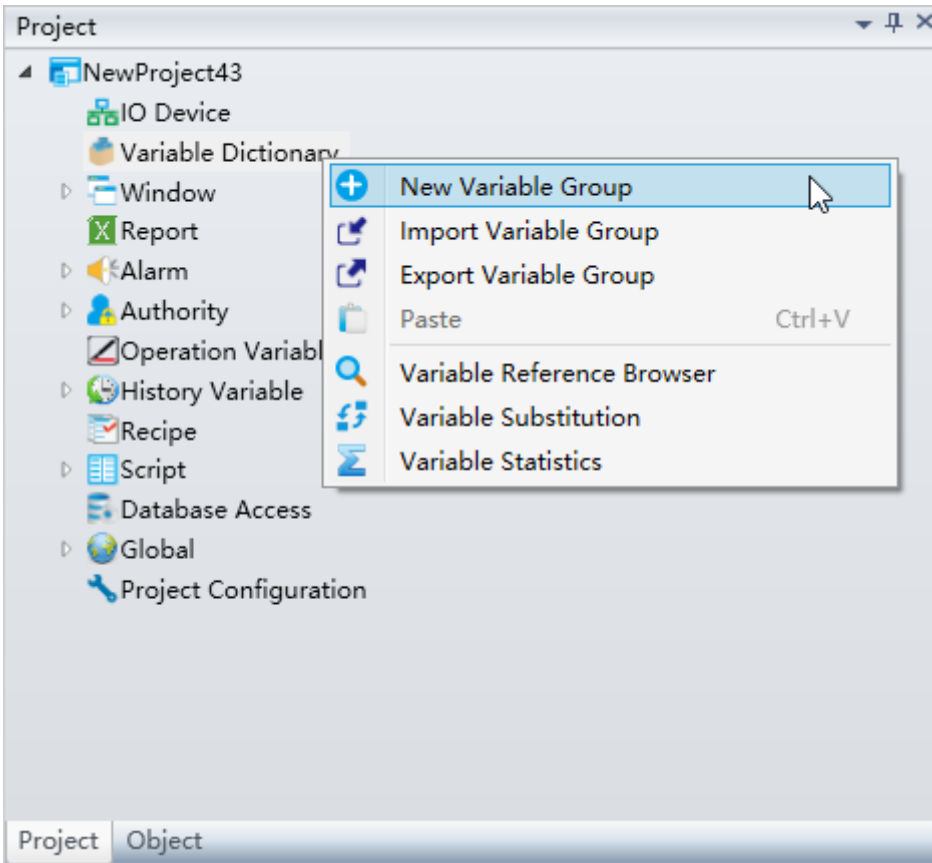 Project
NewProject43
IO Device
Variable Dictionary
Window
Report
Alarm
Authority
Operation Variabl
History Variable
Recipe
Script
Database Access
Global
Project Configuration
New Variable Group
Import Variable Group
Export Variable Group
Paste Ctrl+V
Variable Reference Browser
Variable Substitution
Variable Statistics
Project Object